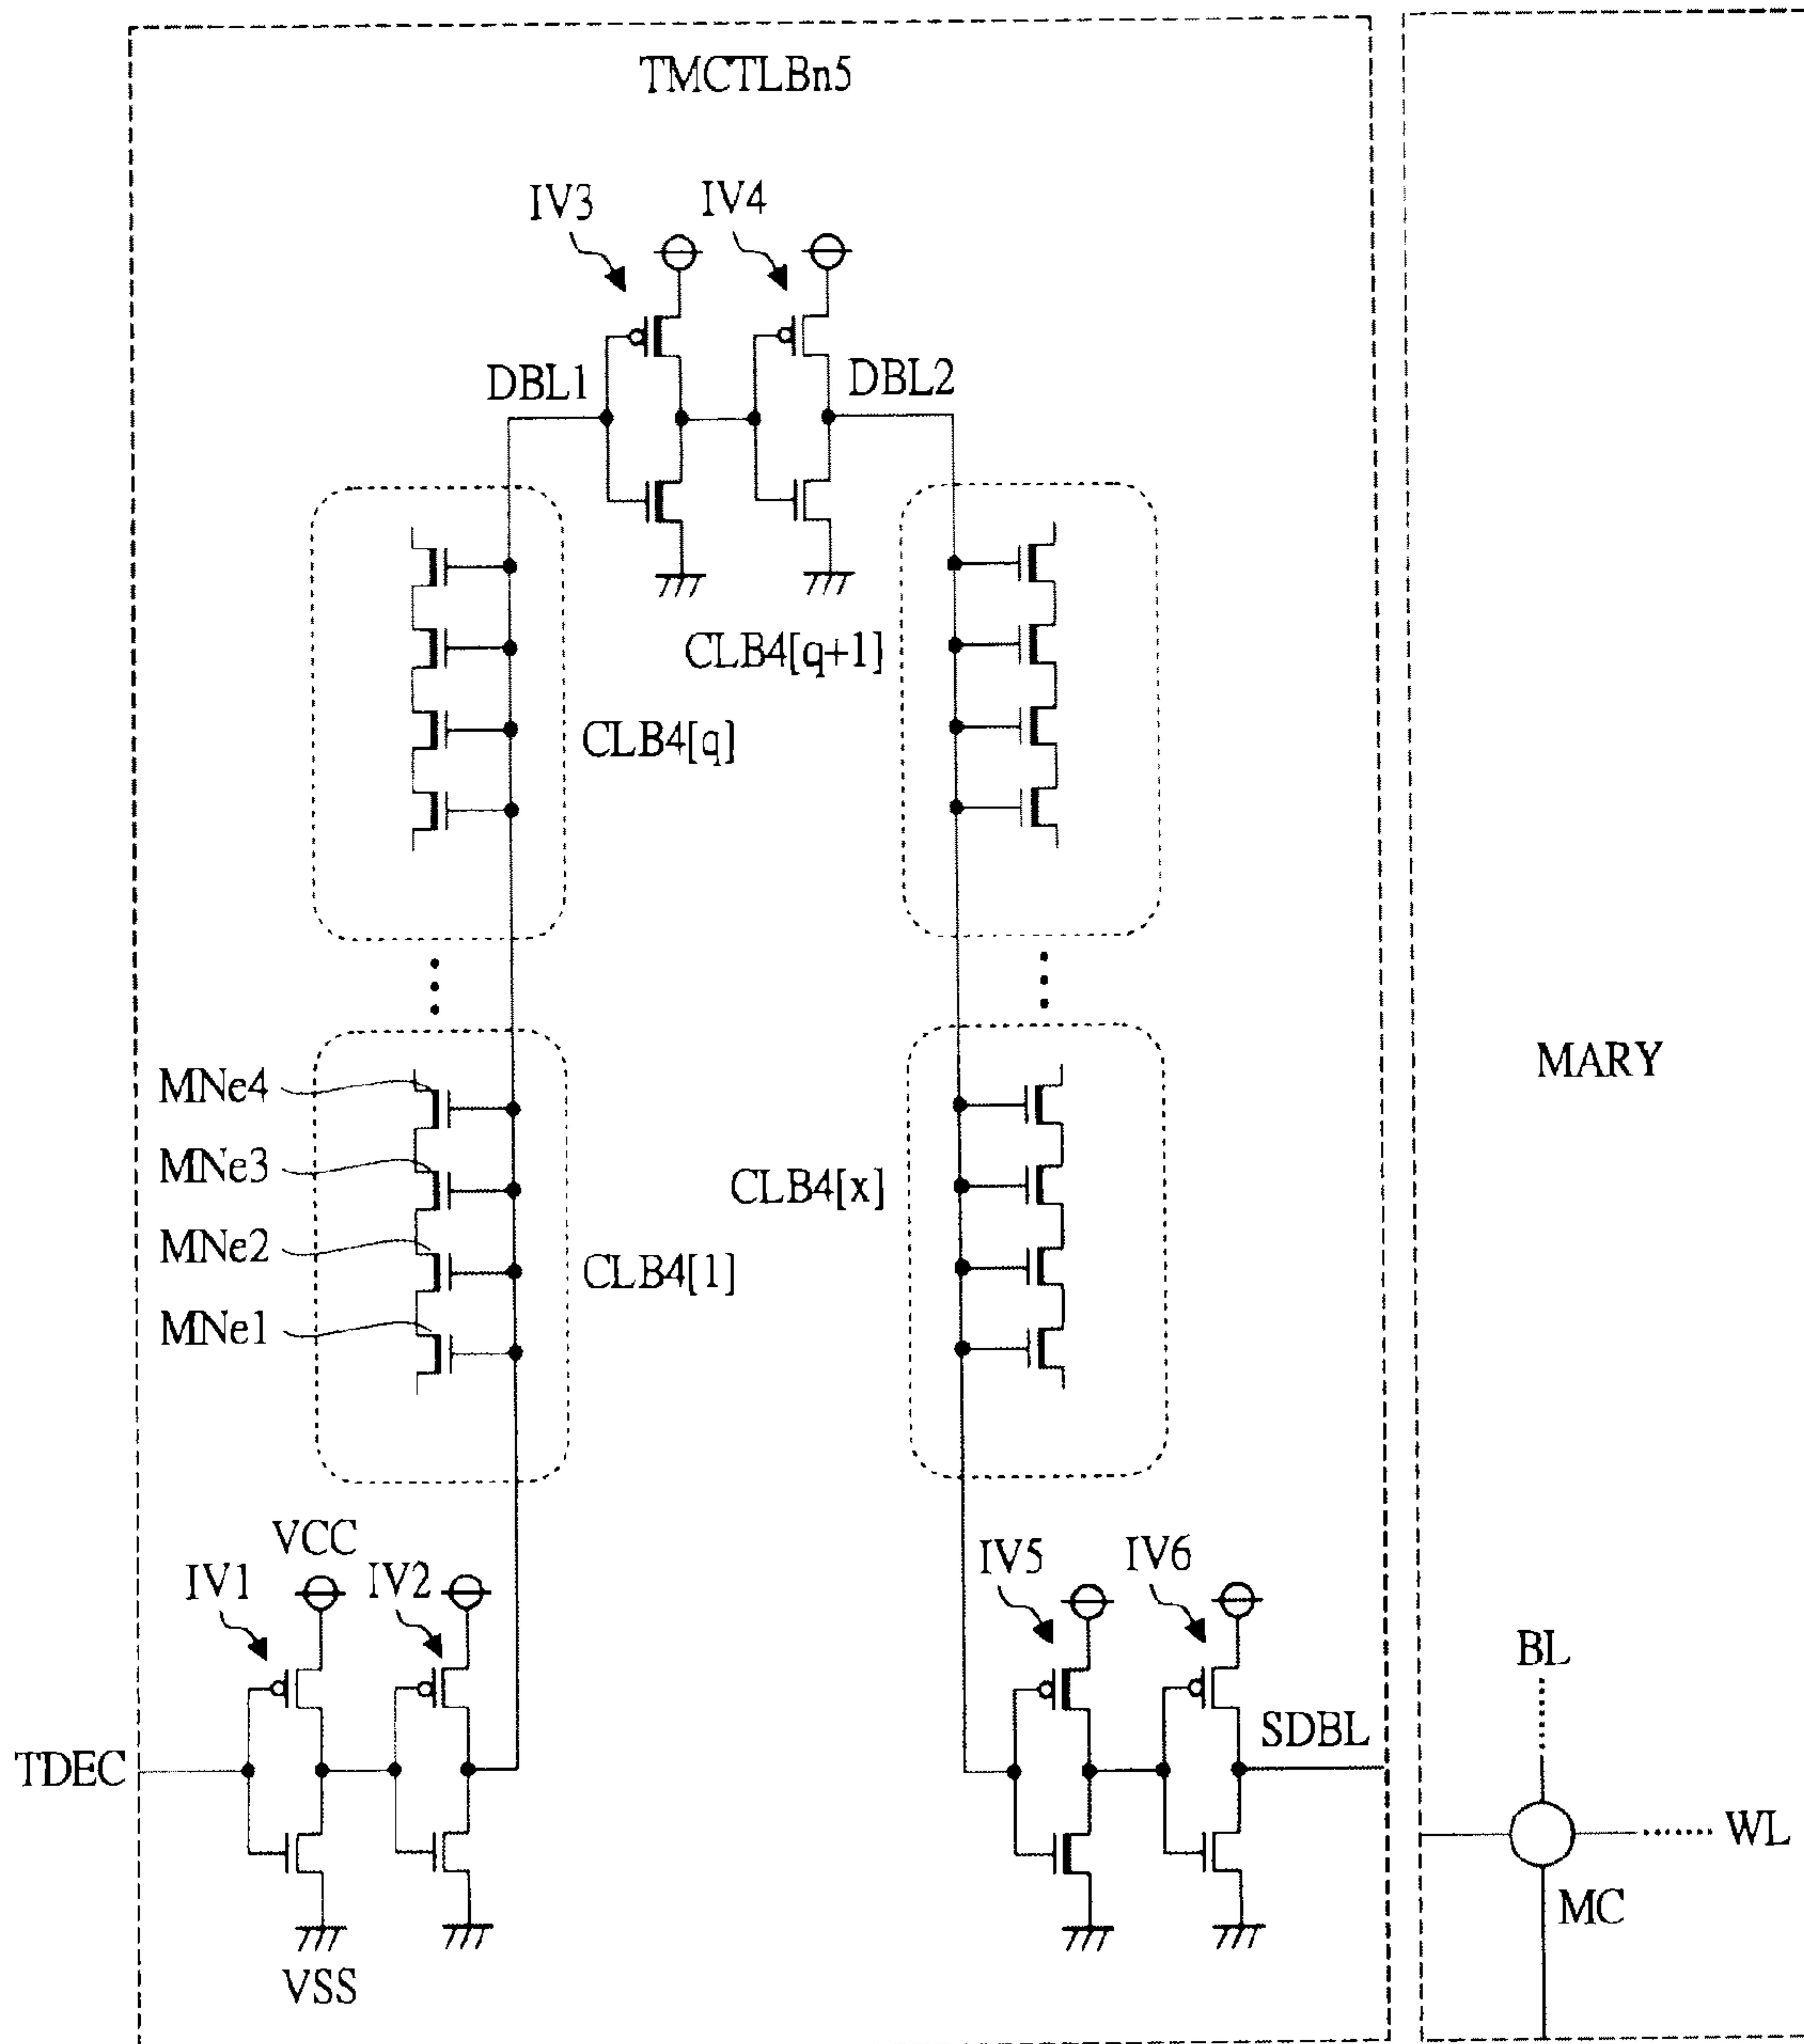 TMCTLBn5
IV3
IV4
DBL1
DBL2
CLB4[q+1]
CLB4[q]
MARY
MNe4
MNe3
CLB4[x]
MNe2
CLB4[1]
MNe1
VCC
IV1
IV2
IV5
IV6
BL
SDBL
TDEC
WL
MC
VSS